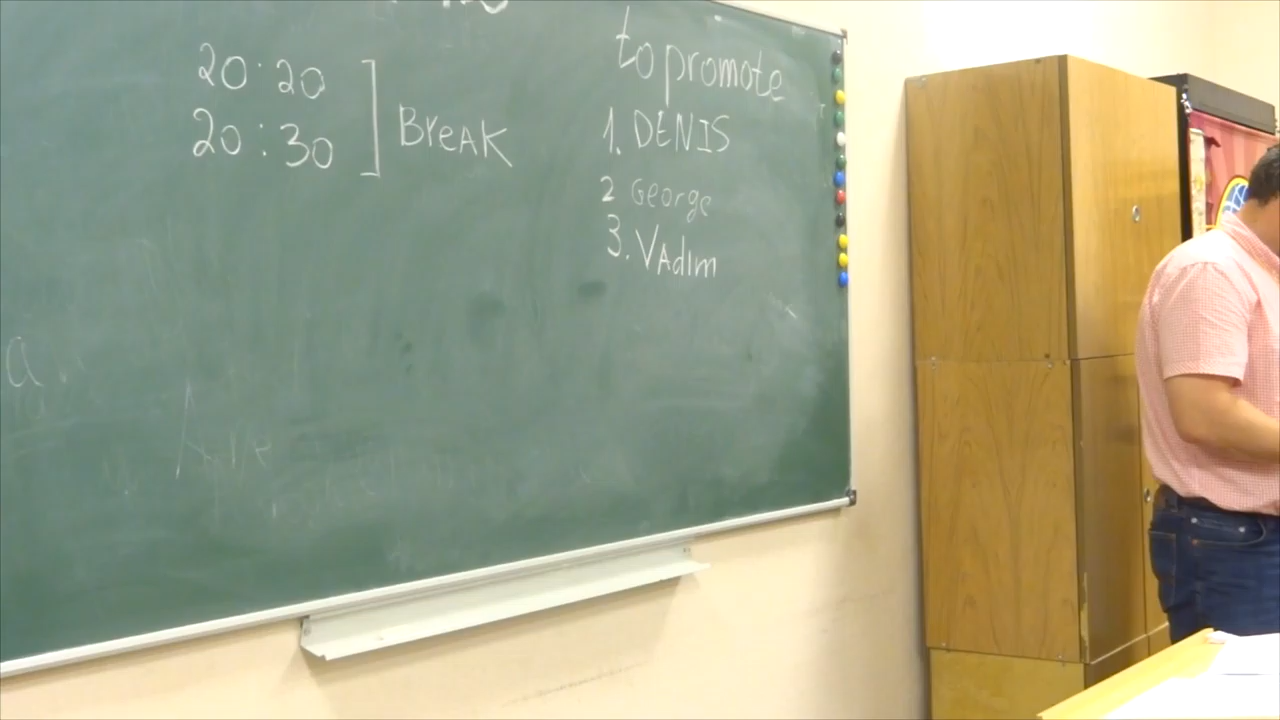 20:20
20:30
BreAK
to promote
1. DENIS
2 George
3. VAdim
a